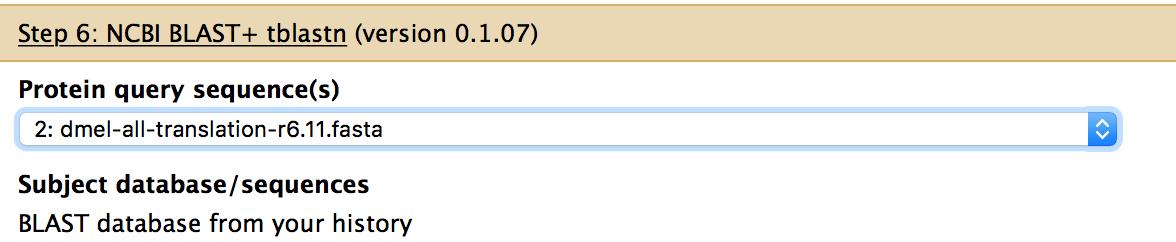 Step 6: NCBI BLAST+ tblastn (version 0.1.07)
Protein query sequence(s)
2: dmel-all-translation-r6.11.fasta
Subject database/sequences
BLAST database from your history